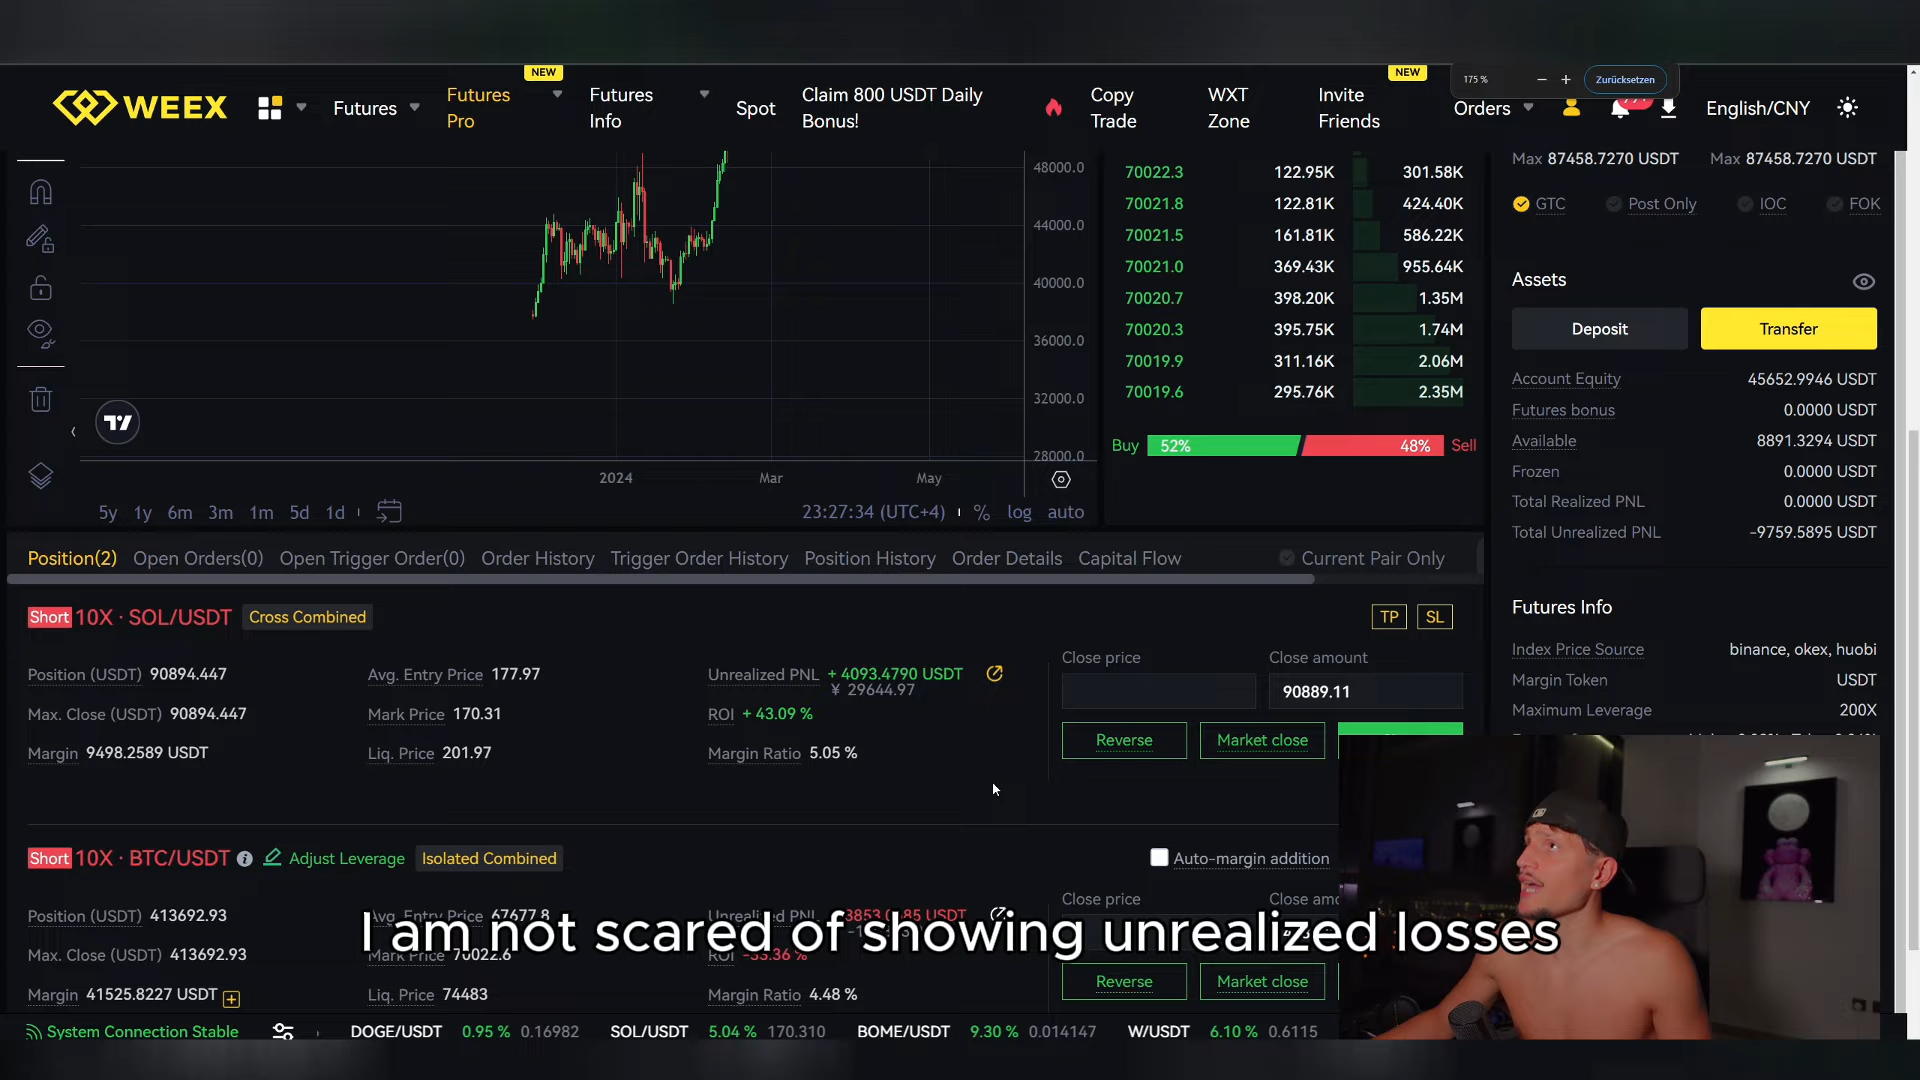 175 %
Zurücksetzen
WEEX
Futures
NEW
Futures Pro
Futures Info
Spot
Claim 800 USDT Daily Bonus!
NEW
Copy Trade
WXT Zone
Invite Friends
Orders
English/CNY
48000.0
44000.0
40000.0
36000.0
32000.0
28000.0
2024 Mar May
5y 1y 6m 3m 1m 5d 1d
23:27:34 (UTC+4) % log auto
70022.3 122.95K 301.58K
70021.8 122.81K 424.40K
70021.5 161.81K 586.22K
70021.0 369.43K 955.64K
70020.7 398.20K 1.35M
70020.3 395.75K 1.74M
70019.9 311.16K 2.06M
70019.6 295.76K 2.35M
Buy 52% 48% Sell
Max 87458.7270 USDT Max 87458.7270 USDT
GTC Post Only IOC FOK
Assets
Deposit Transfer
Account Equity 45652.9946 USDT
Futures bonus 0.0000 USDT
Available 8891.3294 USDT
Frozen 0.0000 USDT
Total Realized PNL 0.0000 USDT
Total Unrealized PNL -9759.5895 USDT
Futures Info
Index Price Source binance, okex, huobi
Margin Token USDT
Maximum Leverage 200X
Position(2) Open Orders(0) Open Trigger Order(0) Order History Trigger Order History Position History Order Details Capital Flow Current Pair Only
Short 10X · SOL/USDT Cross Combined TP SL
Position (USDT) 90894.447 Avg. Entry Price 177.97 Unrealized PNL + 4093.4790 USDT
¥ 29644.97
Max. Close (USDT) 90894.447 Mark Price 170.31 ROI + 43.09 %
Margin 9498.2589 USDT Liq. Price 201.97 Margin Ratio 5.05 %
Close price Close amount
90889.11
Reverse Market close
Short 10X · BTC/USDT Adjust Leverage Isolated Combined Auto-margin addition
Position (USDT) 413692.93 Avg. Entry Price 67677.8 Unrealized PNL USDT
Max. Close (USDT) 413692.93 Mark Price 70022.6 ROI -33.36 %
Margin 41525.8227 USDT Liq. Price 74483 Margin Ratio 4.48 %
Close price Close
Reverse Market close
I am not scared of showing unrealized losses
System Connection Stable DOGE/USDT 0.95 % 0.16982 SOL/USDT 5.04 % 170.310 BOME/USDT 9.30 % 0.014147 W/USDT 6.10 % 0.6115